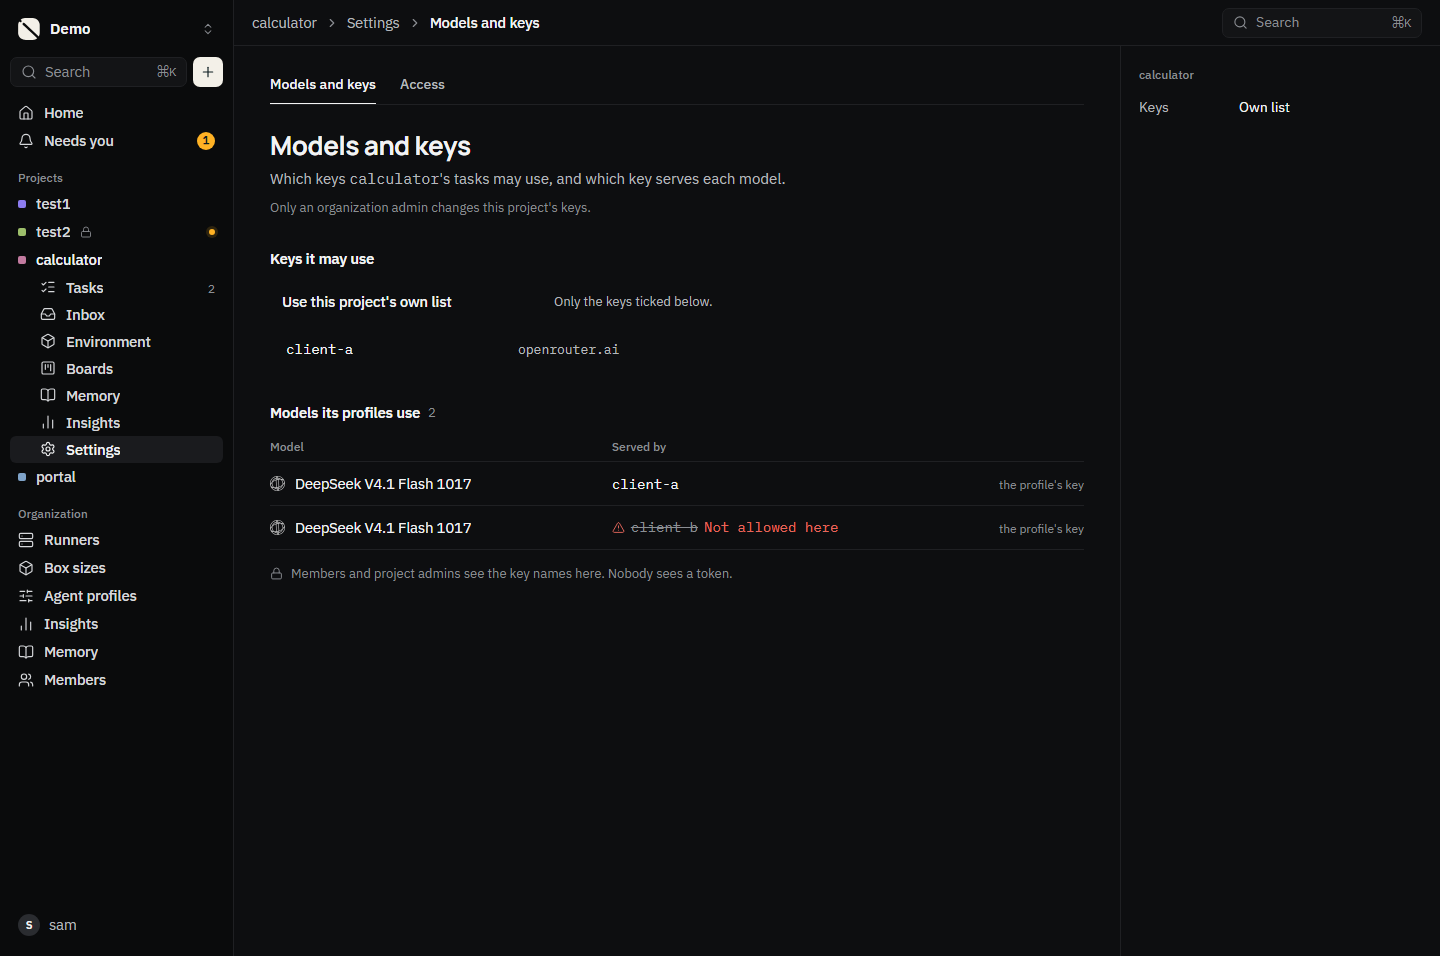 Demo
Search ⌘K
Home
Needs you 1
Projects
test1
test2
calculator
Tasks 2
Inbox
Environment
Boards
Memory
Insights
Settings
portal
Organization
Runners
Box sizes
Agent profiles
Insights
Memory
Members
S sam
calculator > Settings > Models and keys
Search ⌘K
Models and keys Access
Models and keys
Which keys calculator's tasks may use, and which key serves each model.
Only an organization admin changes this project's keys.
Keys it may use
Use this project's own list Only the keys ticked below.
client-a openrouter.ai
Models its profiles use 2
Model Served by
DeepSeek V4.1 Flash 1017 client-a the profile's key
DeepSeek V4.1 Flash 1017 client-b Not allowed here the profile's key
Members and project admins see the key names here. Nobody sees a token.
calculator
Keys Own list